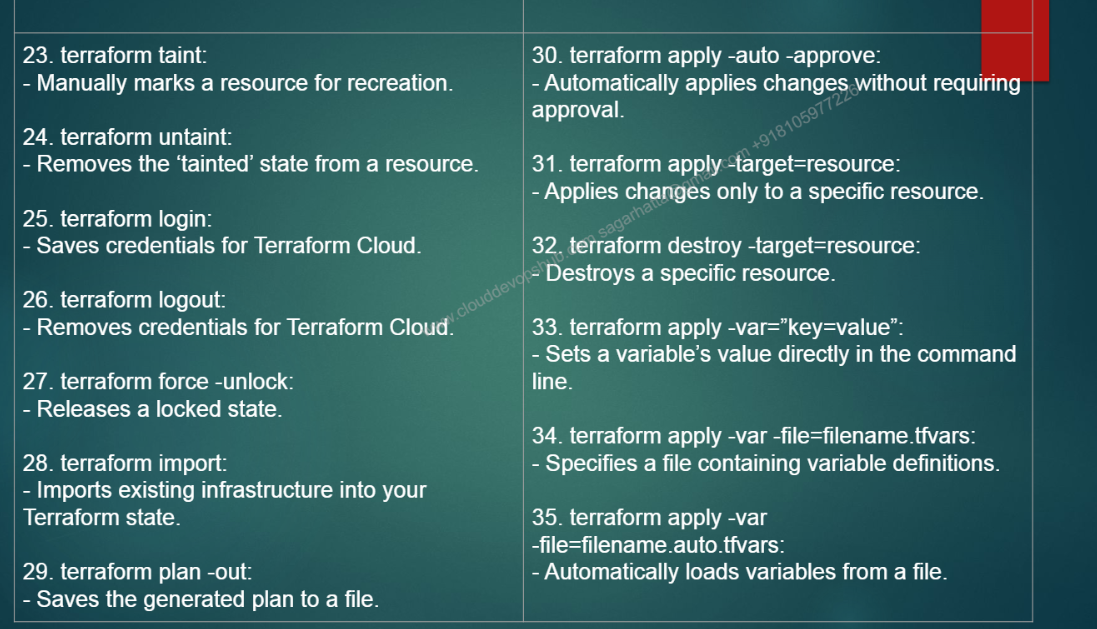 23. terraform taint:
- Manually marks a resource for recreation.
24. terraform untaint:
- Removes the ‘tainted’ state from a resource.
25. terraform login:
- Saves credentials for Terraform Cloud.
26. terraform logout:
- Removes credentials for Terraform Cloud.
27. terraform force -unlock:
- Releases a locked state.
28. terraform import:
- Imports existing infrastructure into your
Terraform state.
29. terraform plan -out:
- Saves the generated plan to a file.
30. terraform apply -auto -approve:
- Automatically applies changes without requiring
approval.
31. terraform apply -target=resource:
- Applies changes only to a specific resource.
32. terraform destroy -target=resource:
- Destroys a specific resource.
33. terraform apply -var=”key=value”:
- Sets a variable’s value directly in the command
line.
34. terraform apply -var -file=filename.tfvars:
- Specifies a file containing variable definitions.
35. terraform apply -var
-file=filename.auto.tfvars:
- Automatically loads variables from a file.